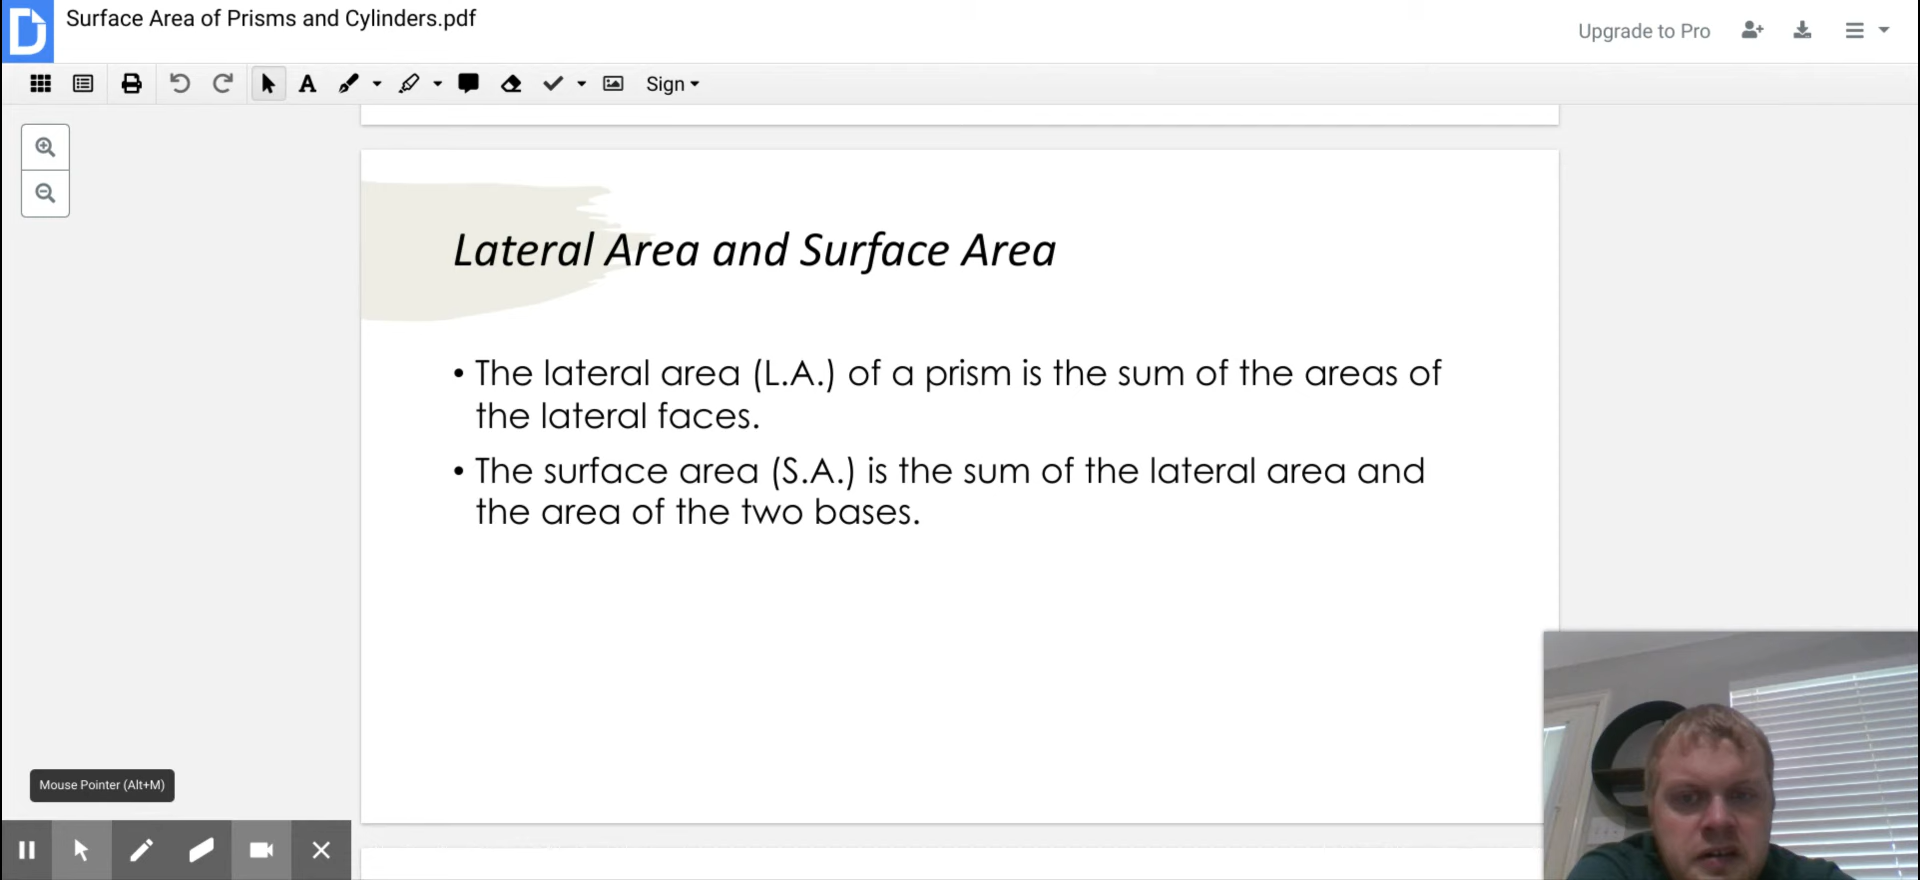 Surface Area of Prisms and Cylinders.pdf
Upgrade to Pro
A
Sign
Lateral Area and Surface Area
• The lateral area (L.A.) of a prism is the sum of the areas of
the lateral faces.
• The surface area (S.A.) is the sum of the lateral area and
the area of the two bases.
Mouse Pointer (Alt+M)